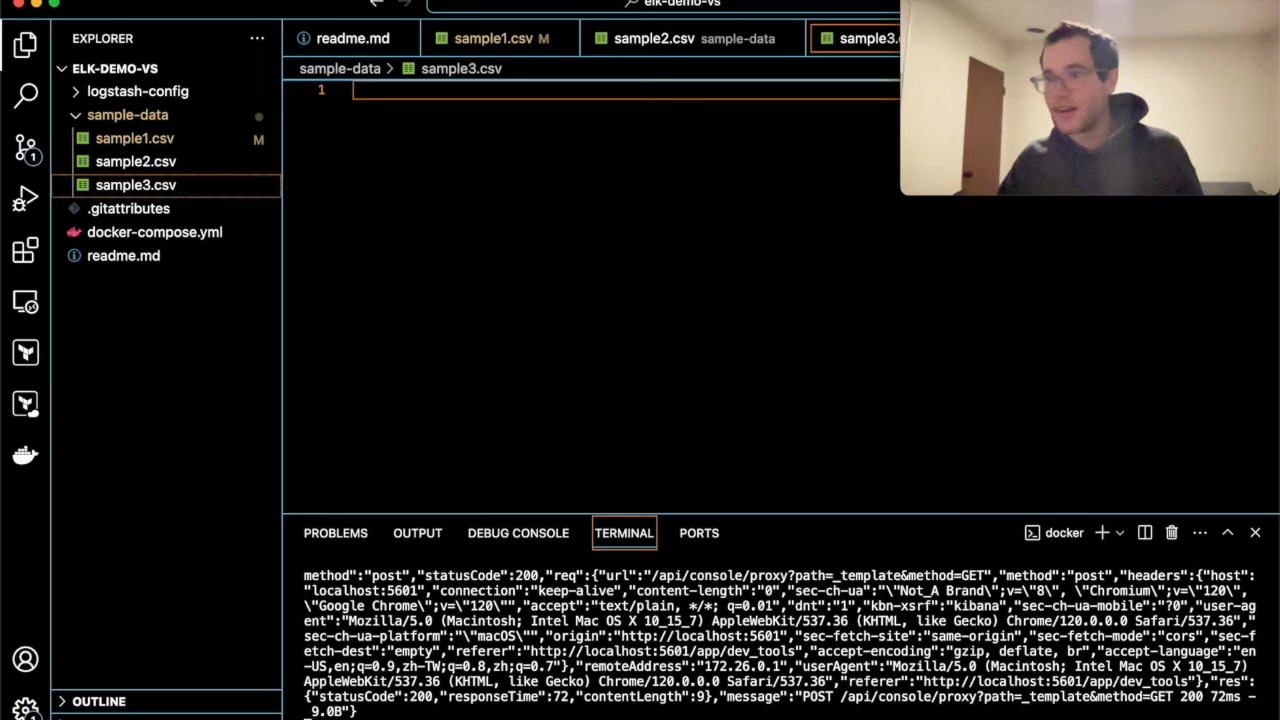 elk-demo-vs
EXPLORER
readme.md
sample1.csv M
sample2.csv sample-data
sample3.
ELK-DEMO-VS
sample-data > sample3.csv
logstash-config
1
sample-data
sample1.csv
M
sample2.csv
1
sample3.csv
.gitattributes
docker-compose.yml
readme.md
PROBLEMS
OUTPUT
DEBUG CONSOLE
TERMINAL
PORTS
docker
method":"post","statusCode":200,"req":{"url":"/api/console/proxy?path=_template&method=GET","method":"post","headers":{"host":
"localhost:5601","connection":"keep-alive","content-length":"0","sec-ch-ua":"\"Not_A Brand\";v=\"8\", \"Chromium\";v=\"120\",
\"Google Chrome\";v=\"120\"","accept":"text/plain, */*; q=0.01","dnt":"1","kbn-xsrf":"kibana","sec-ch-ua-mobile":"?0","user-ag
ent":"Mozilla/5.0 (Macintosh; Intel Mac OS X 10_15_7) AppleWebKit/537.36 (KHTML, like Gecko) Chrome/120.0.0.0 Safari/537.36","
sec-ch-ua-platform":"\"macOS\"","origin":"http://localhost:5601","sec-fetch-site":"same-origin","sec-fetch-mode":"cors","sec-f
etch-dest":"empty","referer":"http://localhost:5601/app/dev_tools","accept-encoding":"gzip, deflate, br","accept-language":"en
-US,en;q=0.9,zh-TW;q=0.8,zh;q=0.7"},"remoteAddress":"172.26.0.1","userAgent":"Mozilla/5.0 (Macintosh; Intel Mac OS X 10_15_7)
AppleWebKit/537.36 (KHTML, like Gecko) Chrome/120.0.0.0 Safari/537.36","referer":"http://localhost:5601/app/dev_tools"},"res":
{"statusCode":200,"responseTime":72,"contentLength":9},"message":"POST /api/console/proxy?path=_template&method=GET 200 72ms -
9.0B"}
OUTLINE